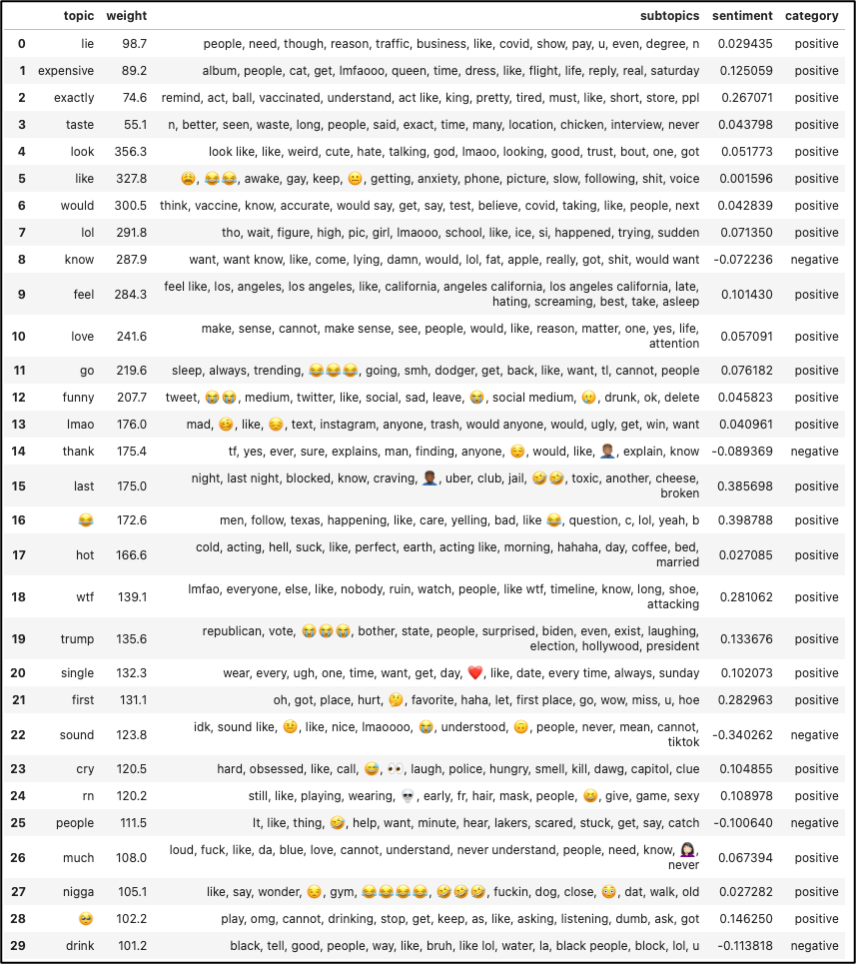 topic weight subtopics sentiment category
0 lie 98.7 people, need, though, reason, traffic, business, like, covid, show, pay, u, even, degree, n 0.029435 positive
1 expensive 89.2 album, people, cat, get, lmfaooo, queen, time, dress, like, flight, life, reply, real, saturday 0.125059 positive
2 exactly 74.6 remind, act, ball, vaccinated, understand, act like, king, pretty, tired, must, like, short, store, ppl 0.267071 positive
3 taste 55.1 n, better, seen, waste, long, people, said, exact, time, many, location, chicken, interview, never 0.043798 positive
4 look 356.3 look like, like, weird, cute, hate, talking, god, lmaoo, looking, good, trust, bout, one, got 0.051773 positive
5 like 327.8 😩, 😂😂, awake, gay, keep, 😐, getting, anxiety, phone, picture, slow, following, shit, voice 0.001596 positive
6 would 300.5 think, vaccine, know, accurate, would say, get, say, test, believe, covid, taking, like, people, next 0.042839 positive
7 lol 291.8 tho, wait, figure, high, pic, girl, lmaooo, school, like, ice, si, happened, trying, sudden 0.071350 positive
8 know 287.9 want, want know, like, come, lying, damn, would, lol, fat, apple, really, got, shit, would want -0.072236 negative
9 feel 284.3 feel like, los, angeles, los angeles, like, california, angeles california, los angeles california, late, 0.101430 positive
hating, screaming, best, take, asleep
10 love 241.6 make, sense, cannot, make sense, see, people, would, like, reason, matter, one, yes, life, 0.057091 positive
attention
11 go 219.6 sleep, always, trending, 😂😂😂, going, smh, dodger, get, back, like, want, tl, cannot, people 0.076182 positive
12 funny 207.7 tweet, 😭😭, medium, twitter, like, social, sad, leave, 😭, social medium, 🥲, drunk, ok, delete 0.045823 positive
13 lmao 176.0 mad, 🤨, like, 😔, text, instagram, anyone, trash, would anyone, would, ugly, get, win, want 0.040961 positive
14 thank 175.4 tf, yes, ever, sure, explains, man, finding, anyone, 😌, would, like, 🤦🏾‍♂️, explain, know -0.089369 negative
15 last 175.0 night, last night, blocked, know, craving, 🤦🏾‍♂️, uber, club, jail, 🤣🤣, toxic, another, cheese, 0.385698 positive
broken
16 😂 172.6 men, follow, texas, happening, like, care, yelling, bad, like 😂, question, c, lol, yeah, b 0.398788 positive
17 hot 166.6 cold, acting, hell, suck, like, perfect, earth, acting like, morning, hahaha, day, coffee, bed, 0.027085 positive
married
18 wtf 139.1 lmfao, everyone, else, like, nobody, ruin, watch, people, like wtf, timeline, know, long, shoe, 0.281062 positive
attacking
19 trump 135.6 republican, vote, 😭😭😭, bother, state, people, surprised, biden, even, exist, laughing, 0.133676 positive
election, hollywood, president
20 single 132.3 wear, every, ugh, one, time, want, get, day, ❤️, like, date, every time, always, sunday 0.102073 positive
21 first 131.1 oh, got, place, hurt, 🤔, favorite, haha, let, first place, go, wow, miss, u, hoe 0.282963 positive
22 sound 123.8 idk, sound like, 🫠, like, nice, lmaoooo, 😭, understood, 🙃, people, never, mean, cannot, -0.340262 negative
tiktok
23 cry 120.5 hard, obsessed, like, call, 😅, 👀, laugh, police, hungry, smell, kill, dawg, capitol, clue 0.104855 positive
24 rn 120.2 still, like, playing, wearing, 💀, early, fr, hair, mask, people, 😆, give, game, sexy 0.108978 positive
25 people 111.5 lt, like, thing, 🤣, help, want, minute, hear, lakers, scared, stuck, get, say, catch -0.100640 negative
26 much 108.0 loud, fuck, like, da, blue, love, cannot, understand, never understand, people, need, know, 🤦🏻‍♀️, 0.067394 positive
never
27 nigga 105.1 like, say, wonder, 😒, gym, 😂😂😂😂, 🤣🤣🤣, fuckin, dog, close, 😳, dat, walk, old 0.027282 positive
28 🥺 102.2 play, omg, cannot, drinking, stop, get, keep, as, like, asking, listening, dumb, ask, got 0.146250 positive
29 drink 101.2 black, tell, good, people, way, like, bruh, like lol, water, la, black people, block, lol, u -0.113818 negative